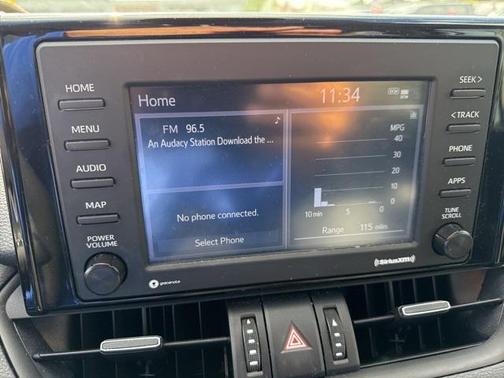 HOME
MENU
AUDIO
MAP
POWER
VOLUME
Home
11:34
FM 96.5
An Audacy Station Download the ...
No phone connected.
Select Phone
MPG
40
30
20
10
0
10 min 5 0
Range 115 miles
SEEK >
< TRACK
PHONE
APPS
TUNE
SCROLL
gracenote
((SiriusXM))